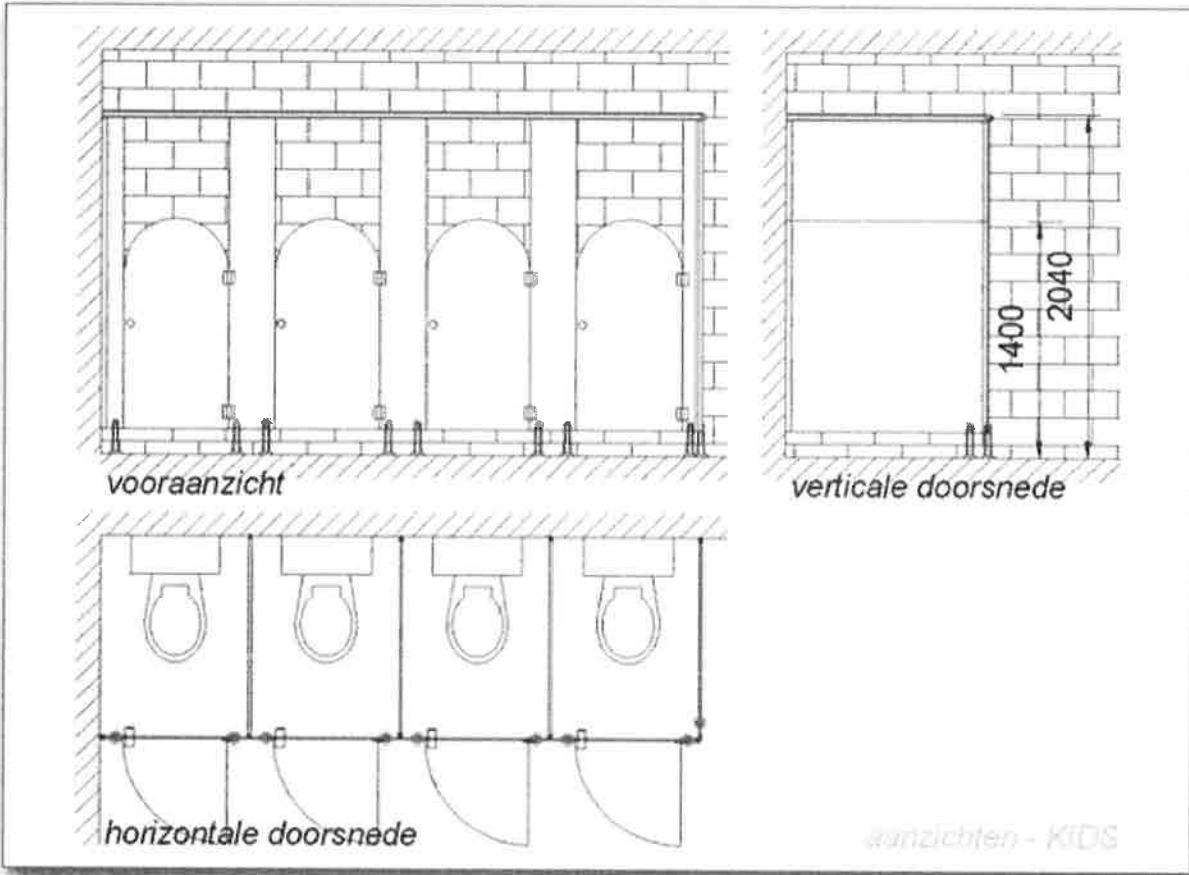 vooraanzicht
1400
2040
verticale doorsnede
horizontale doorsnede
aanzichten - KIDS